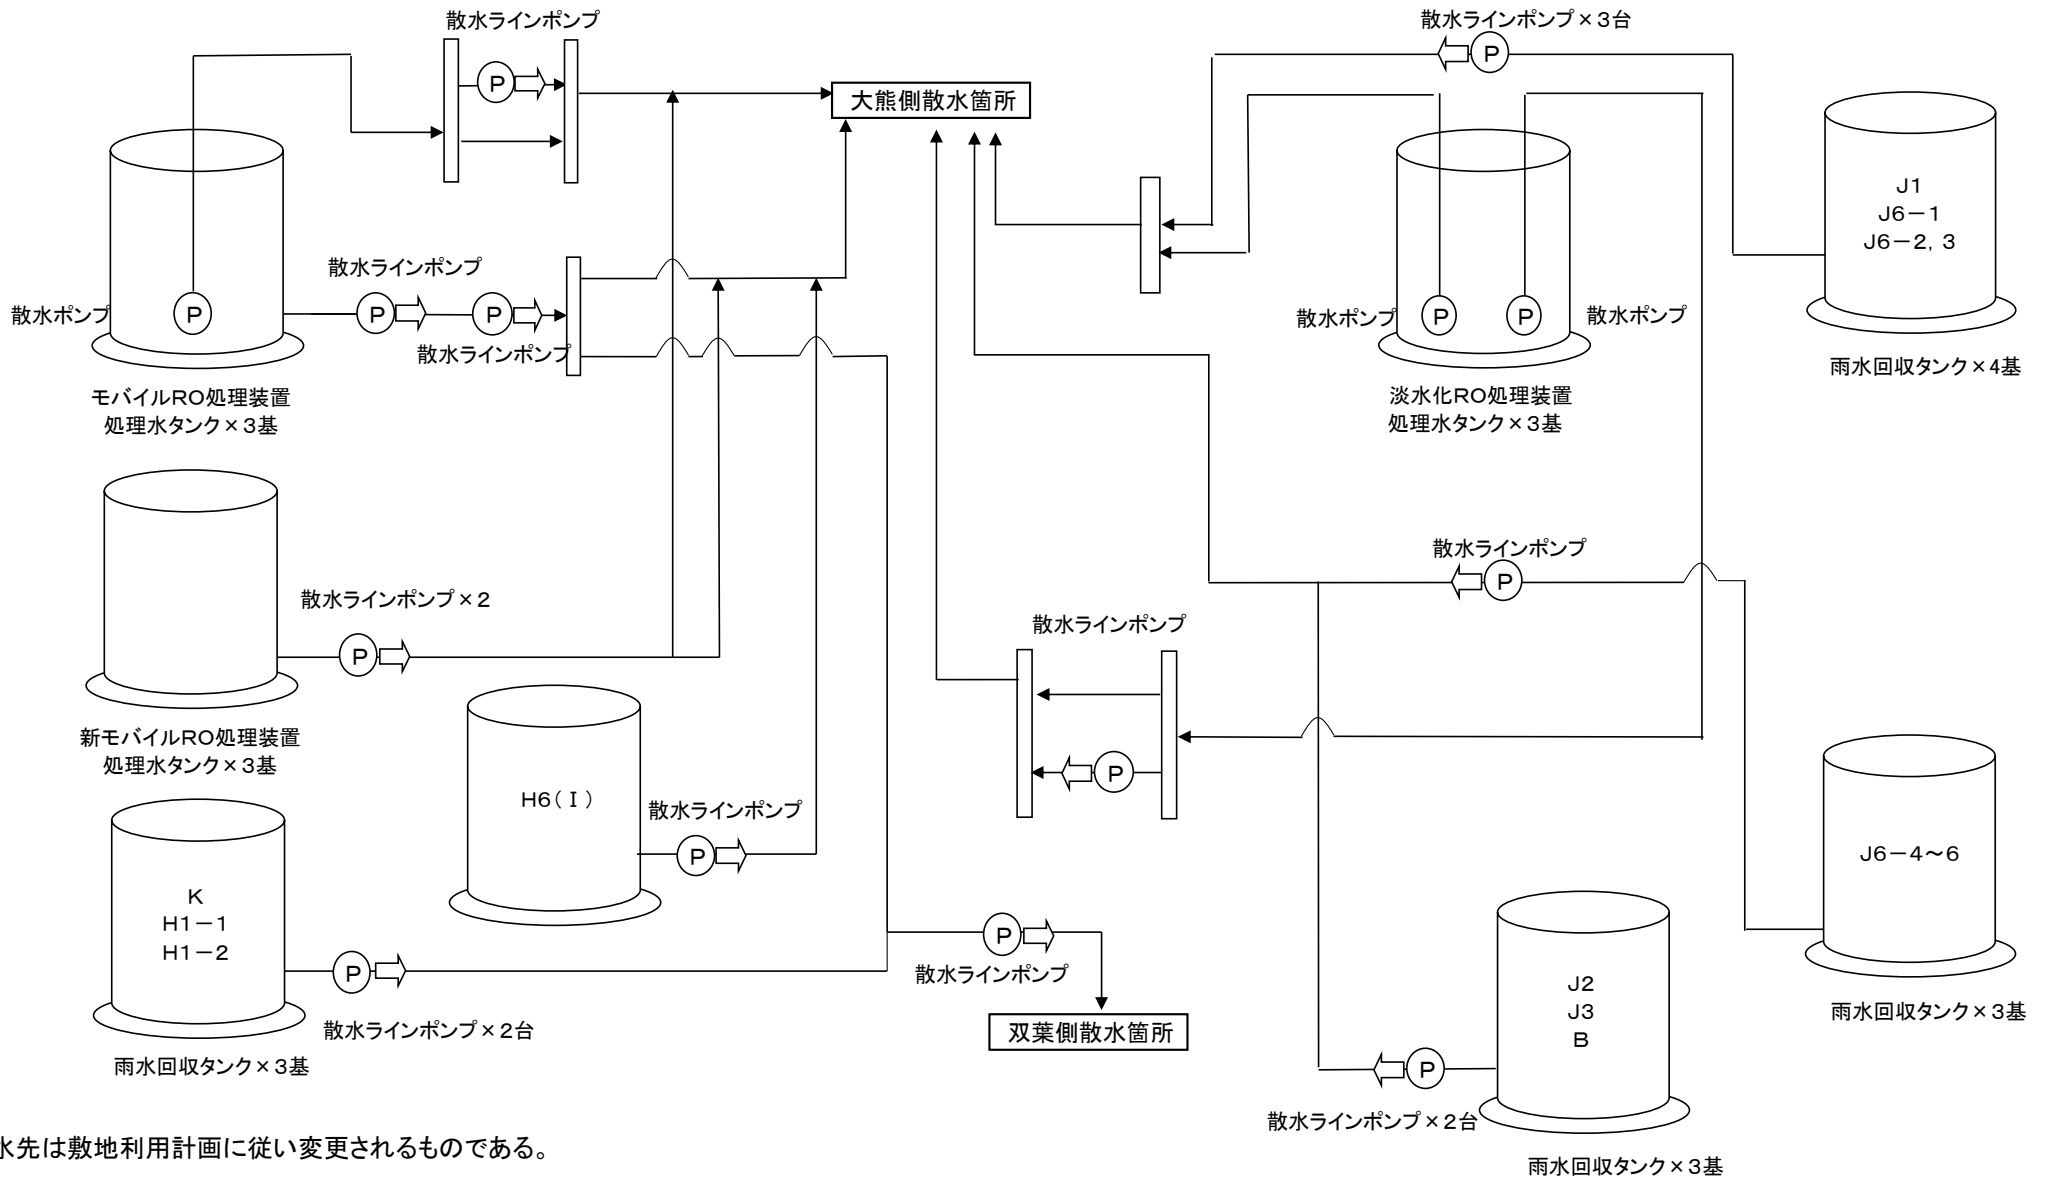 散水ラインポンプ
散水ラインポンプ×３台
大熊側散水箇所
P
P
J1
J6－1
J6－2，3
散水ラインポンプ
散水ポンプ
P
P
P
散水ラインポンプ
散水ポンプ
P
P
散水ポンプ
雨水回収タンク×4基
モバイルRO処理装置
処理水タンク×３基
淡水化RO処理装置
処理水タンク×３基
散水ラインポンプ
P
散水ラインポンプ×２
P
散水ラインポンプ
新モバイルRO処理装置
処理水タンク×３基
P
H6(Ⅰ)
散水ラインポンプ
P
J6－4～6
K
H1－1
H1－2
P
散水ラインポンプ×２台
雨水回収タンク×３基
P
散水ラインポンプ
双葉側散水箇所
J2
J3
B
雨水回収タンク×３基
P
散水ラインポンプ×２台
雨水回収タンク×３基
水先は敷地利用計画に従い変更されるものである。